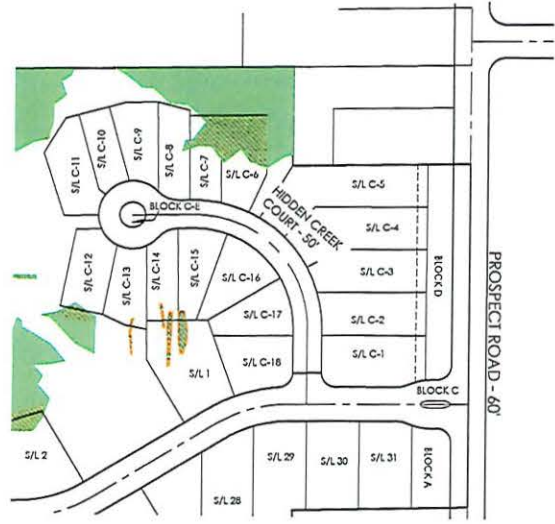 S/L C-11
S/L C-10
S/L C-9
S/L C-8
S/L C-7
S/L C-6
S/L C-5
S/L C-4
S/L C-3
S/L C-2
S/L C-1
BLOCK C-E
HIDDEN CREEK
COURT - 50'
S/L C-12
S/L C-13
S/L C-14
S/L C-15
S/L C-16
S/L C-17
S/L C-18
BLOCK D
PROSPECT ROAD - 60'
BLOCK C
S/L 1
S/L 2
S/L 28
S/L 29
S/L 30
S/L 31
BLOCK A